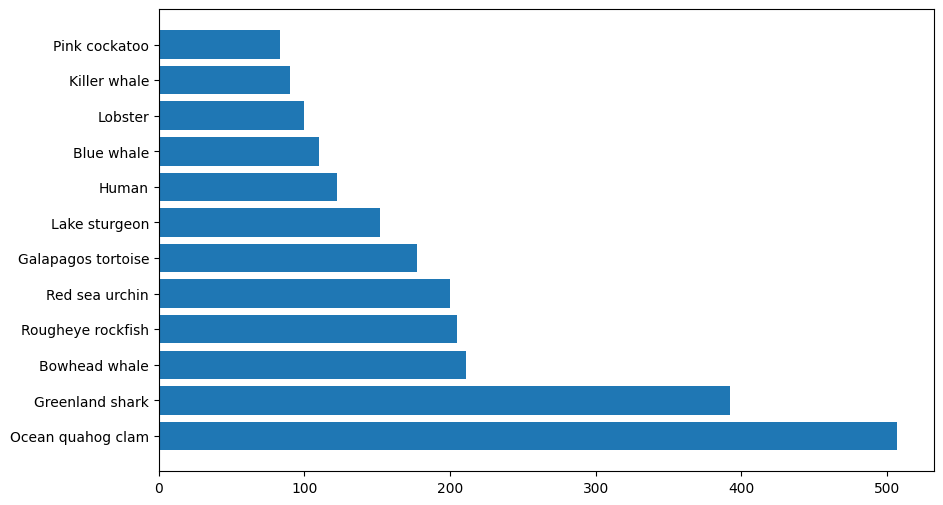 Pink cockatoo
Killer whale
Lobster
Blue whale
Human
Lake sturgeon
Galapagos tortoise
Red sea urchin
Rougheye rockfish
Bowhead whale
Greenland shark
Ocean quahog clam
0 100 200 300 400 500